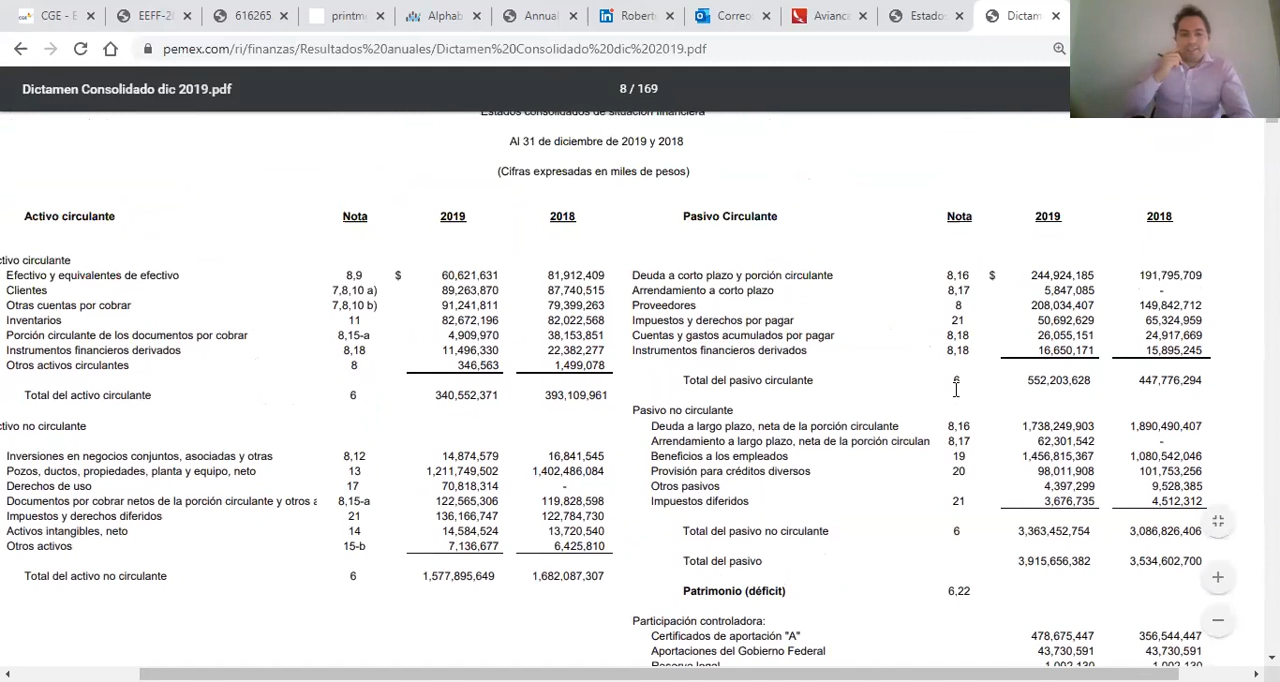 CGE - E
EEFF-2
616265
printme
Alphab
Annual
Robert
Correo
Avianca
Estado
Dictam
pemex.com/ri/finanzas/Resultados%20anuales/Dictamen%20Consolidado%20dic%202019.pdf
Dictamen Consolidado dic 2019.pdf 8 / 169
Estados consolidados de situación financiera
Al 31 de diciembre de 2019 y 2018
(Cifras expresadas en miles de pesos)
Activo circulante Nota 2019 2018 Pasivo Circulante Nota 2019 2018
ctivo circulante
Efectivo y equivalentes de efectivo 8,9 $ 60,621,631 81,912,409 Deuda a corto plazo y porción circulante 8,16 $ 244,924,185 191,795,709
Clientes 7,8,10 a) 89,263,870 87,740,515 Arrendamiento a corto plazo 8,17 5,847,085 -
Otras cuentas por cobrar 7,8,10 b) 91,241,811 79,399,263 Proveedores 8 208,034,407 149,842,712
Inventarios 11 82,672,196 82,022,568 Impuestos y derechos por pagar 21 50,692,629 65,324,959
Porción circulante de los documentos por cobrar 8,15-a 4,909,970 38,153,851 Cuentas y gastos acumulados por pagar 8,18 26,055,151 24,917,669
Instrumentos financieros derivados 8,18 11,496,330 22,382,277 Instrumentos financieros derivados 8,18 16,650,171 15,895,245
Otros activos circulantes 8 346,563 1,499,078
Total del pasivo circulante 6 552,203,628 447,776,294
Total del activo circulante 6 340,552,371 393,109,961
Pasivo no circulante
ctivo no circulante Deuda a largo plazo, neta de la porción circulante 8,16 1,738,249,903 1,890,490,407
Arrendamiento a largo plazo, neta de la porción circulan 8,17 62,301,542 -
Inversiones en negocios conjuntos, asociadas y otras 8,12 14,874,579 16,841,545 Beneficios a los empleados 19 1,456,815,367 1,080,542,046
Pozos, ductos, propiedades, planta y equipo, neto 13 1,211,749,502 1,402,486,084 Provisión para créditos diversos 20 98,011,908 101,753,256
Derechos de uso 17 70,818,314 - Otros pasivos 4,397,299 9,528,385
Documentos por cobrar netos de la porción circulante y otros a 8,15-a 122,565,306 119,828,598 Impuestos diferidos 21 3,676,735 4,512,312
Impuestos y derechos diferidos 21 136,166,747 122,784,730
Activos intangibles, neto 14 14,584,524 13,720,540 Total del pasivo no circulante 6 3,363,452,754 3,086,826,406
Otros activos 15-b 7,136,677 6,425,810
Total del pasivo 3,915,656,382 3,534,602,700
Total del activo no circulante 6 1,577,895,649 1,682,087,307
Patrimonio (déficit) 6,22
Participación controladora:
Certificados de aportación "A" 478,675,447 356,544,447
Aportaciones del Gobierno Federal 43,730,591 43,730,591
Reserva legal 1,002,130 1,002,130